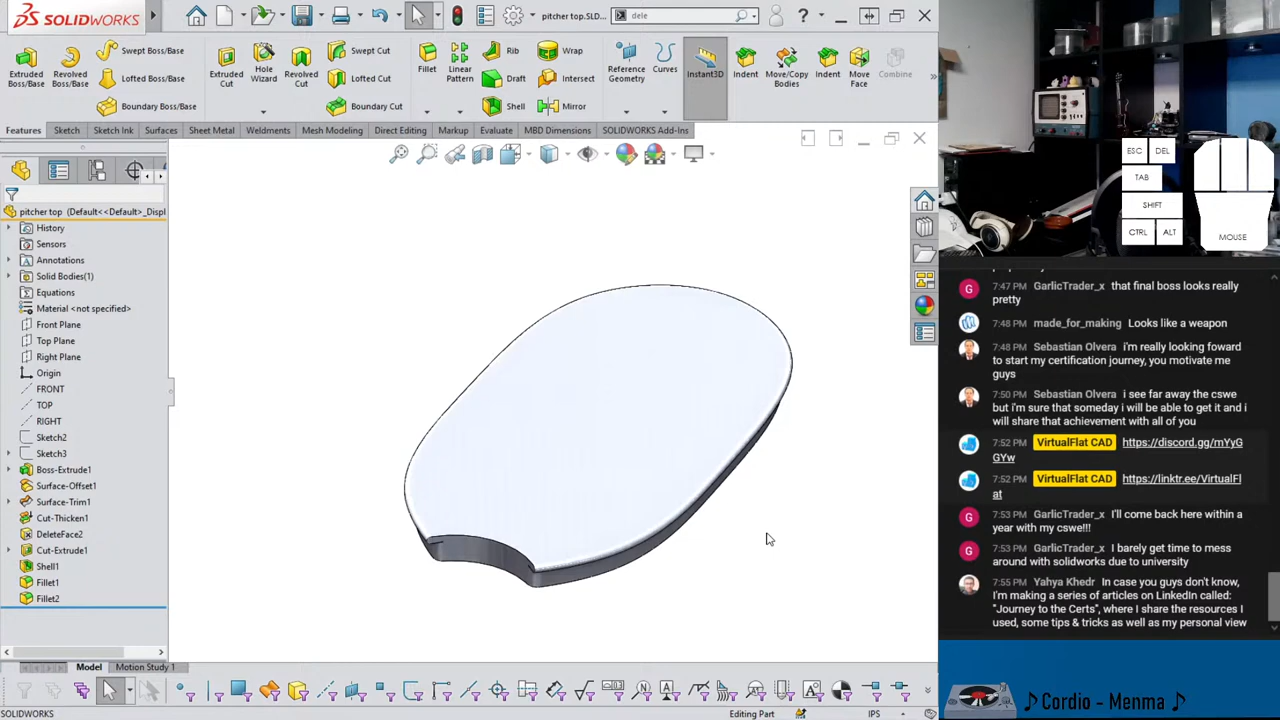 SOLIDWORKS
pitcher top.SLD...
dele
Extruded Boss/Base
Revolved Boss/Base
Swept Boss/Base
Lofted Boss/Base
Boundary Boss/Base
Extruded Cut
Hole Wizard
Revolved Cut
Swept Cut
Lofted Cut
Boundary Cut
Fillet
Linear Pattern
Rib
Draft
Shell
Wrap
Intersect
Mirror
Reference Geometry
Curves
Instant3D
Indent
Move/Copy Bodies
Indent
Move Face
Combine
Features
Sketch
Sketch Ink
Surfaces
Sheet Metal
Weldments
Mesh Modeling
Direct Editing
Markup
Evaluate
MBD Dimensions
SOLIDWORKS Add-Ins
pitcher top (Default<<Default>_Displ
History
Sensors
Annotations
Solid Bodies(1)
Equations
Material <not specified>
Front Plane
Top Plane
Right Plane
Origin
FRONT
TOP
RIGHT
Sketch2
Sketch3
Boss-Extrude1
Surface-Offset1
Surface-Trim1
Cut-Thicken1
DeleteFace2
Cut-Extrude1
Shell1
Fillet1
Fillet2
Model
Motion Study 1
SOLIDWORKS
Editing Part
IPS
ESC
DEL
TAB
SHIFT
CTRL
ALT
MOUSE
7:47 PM GarlicTrader_x that final boss looks really
pretty
7:48 PM made_for_making Looks like a weapon
7:48 PM Sebastian Olvera i'm really looking foward
to start my certification journey, you motivate me
guys
7:50 PM Sebastian Olvera i see far away the cswe
but i'm sure that someday i will be able to get it and i
will share that achievement with all of you
7:52 PM VirtualFlat CAD https://discord.gg/mYyG
GYw
7:52 PM VirtualFlat CAD https://linktr.ee/VirtualFl
at
7:53 PM GarlicTrader_x I'll come back here within a
year with my cswe!!!
7:53 PM GarlicTrader_x I barely get time to mess
around with solidworks due to university
7:55 PM Yahya Khedr In case you guys don't know,
I'm making a series of articles on LinkedIn called:
"Journey to the Certs", where I share the resources I
used, some tips & tricks as well as my personal view
♪ Cordio - Menma ♪